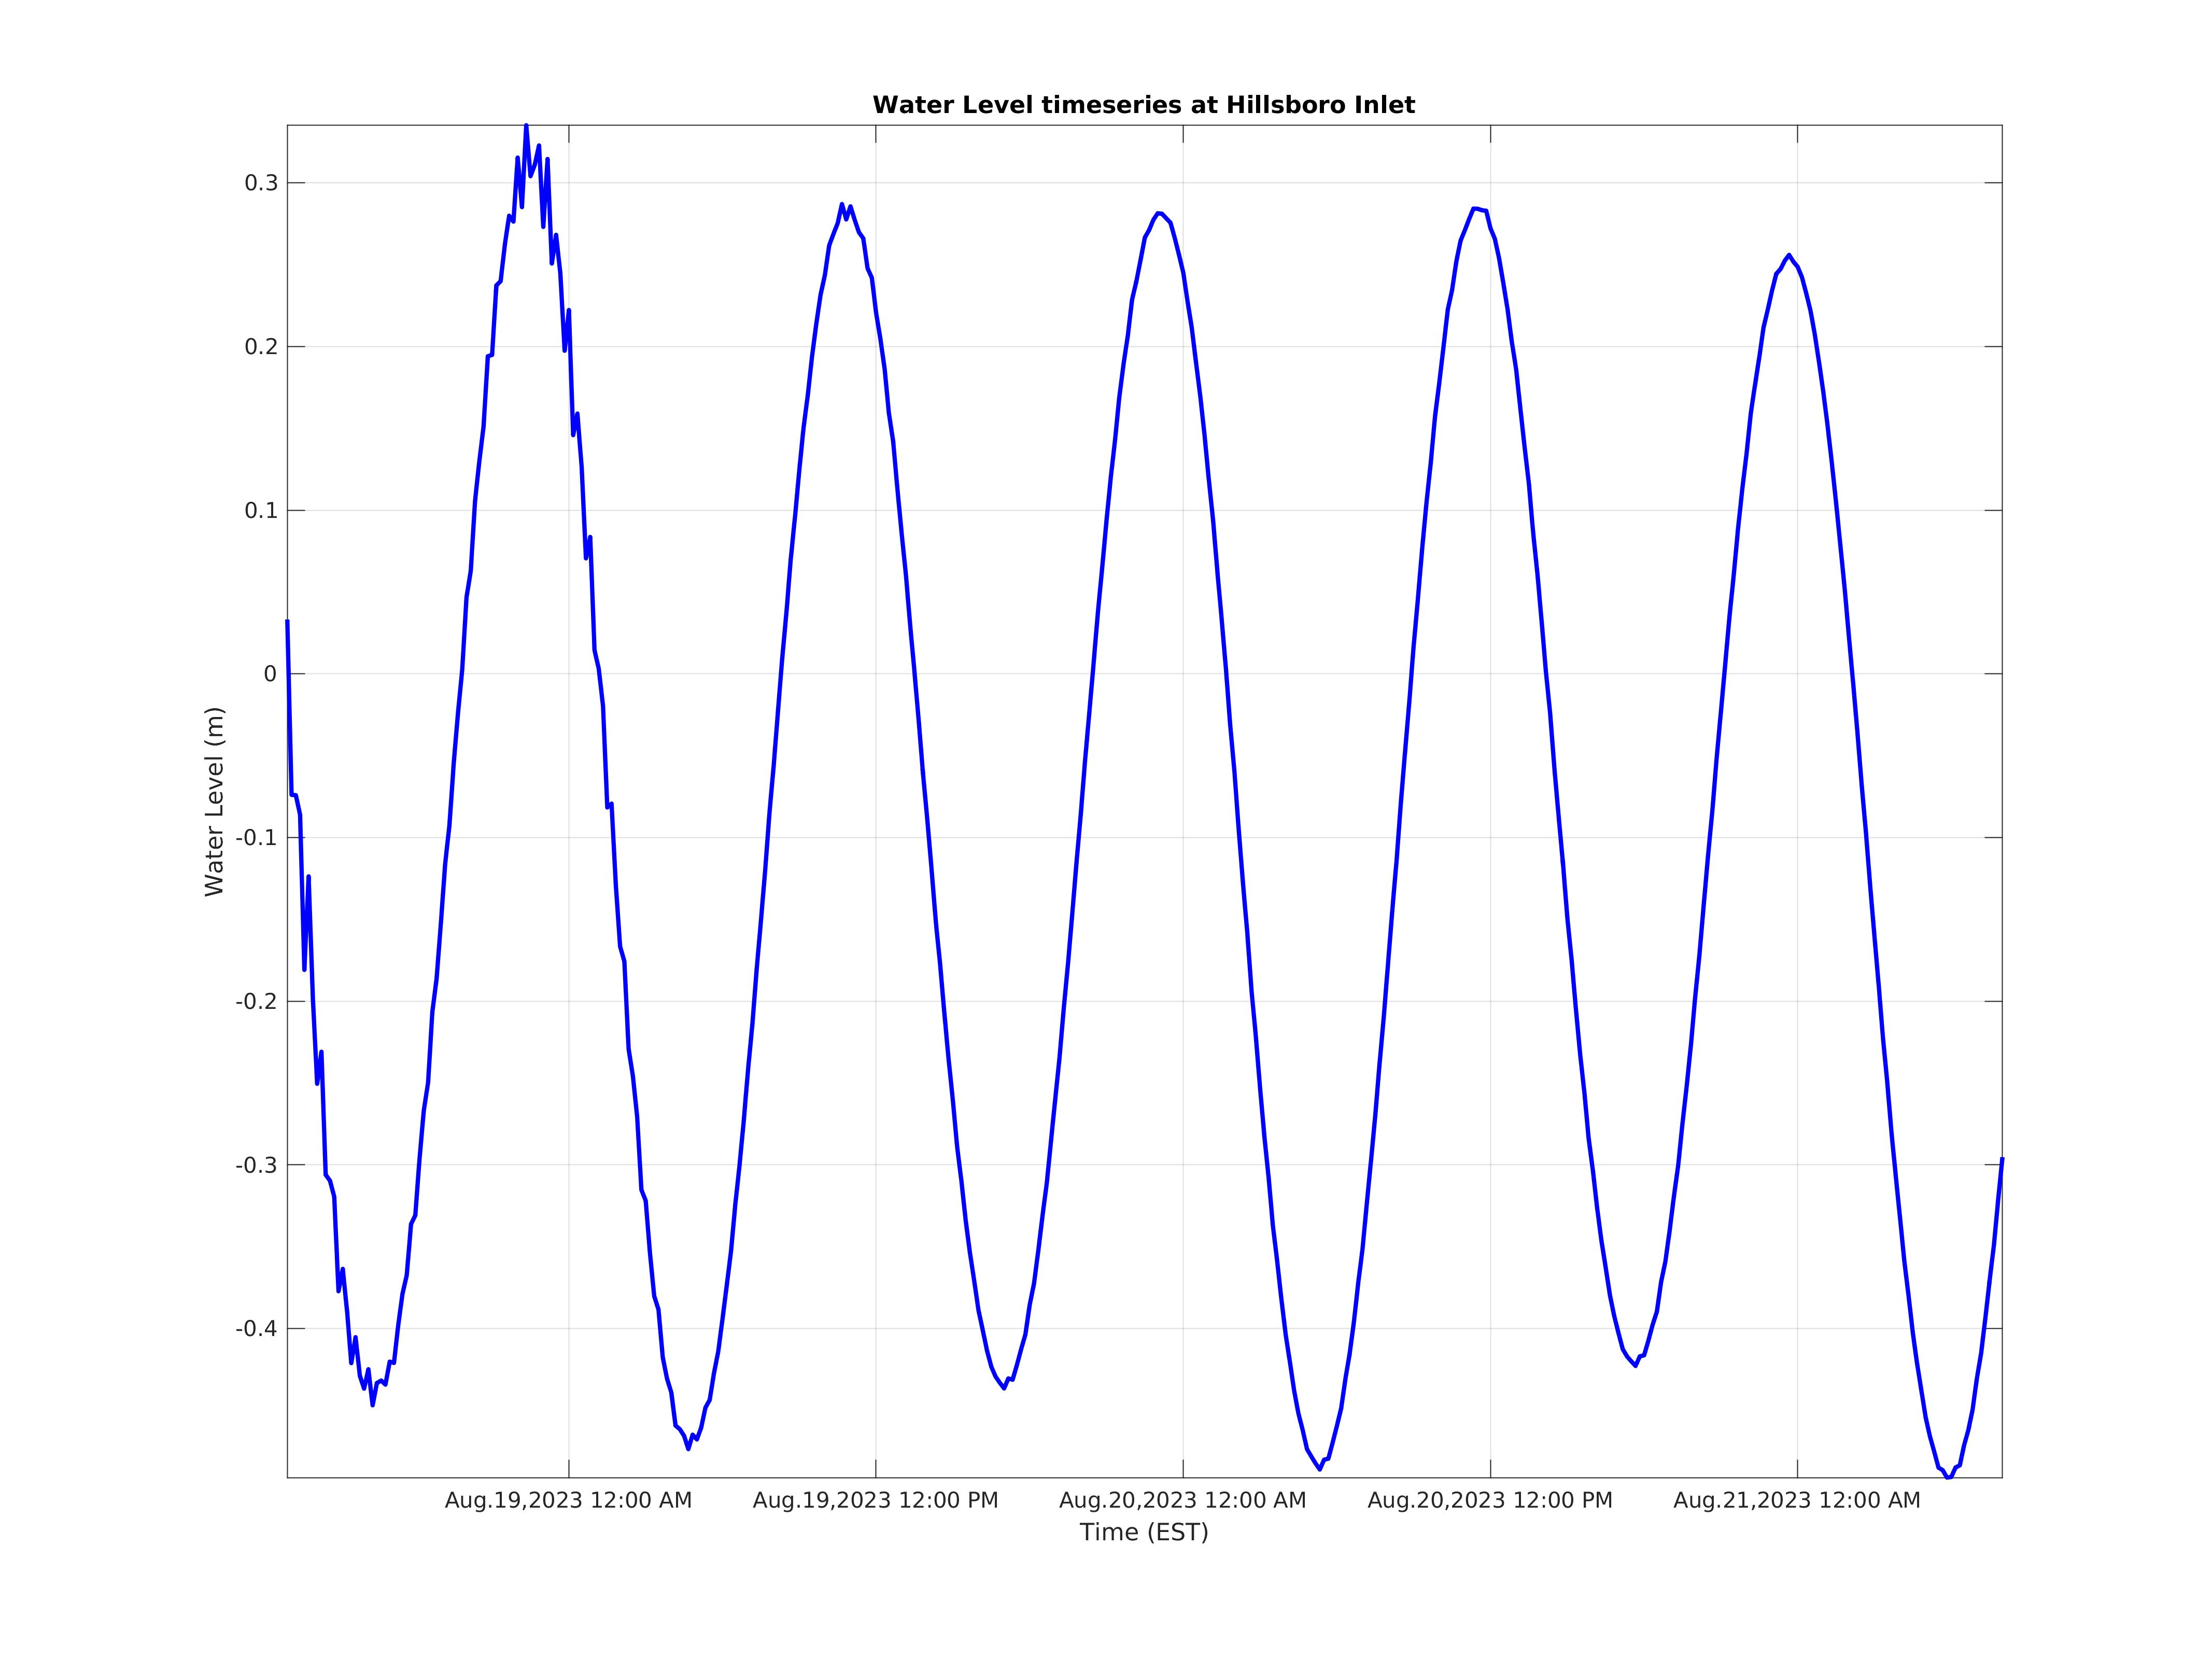 Water Level timeseries at Hillsboro Inlet
0.3
0.2
0.1
0
-0.1
-0.2
-0.3
-0.4
Water Level (m)
Aug.19,2023 12:00 AM
Aug.19,2023 12:00 PM
Aug.20,2023 12:00 AM
Aug.20,2023 12:00 PM
Aug.21,2023 12:00 AM
Time (EST)